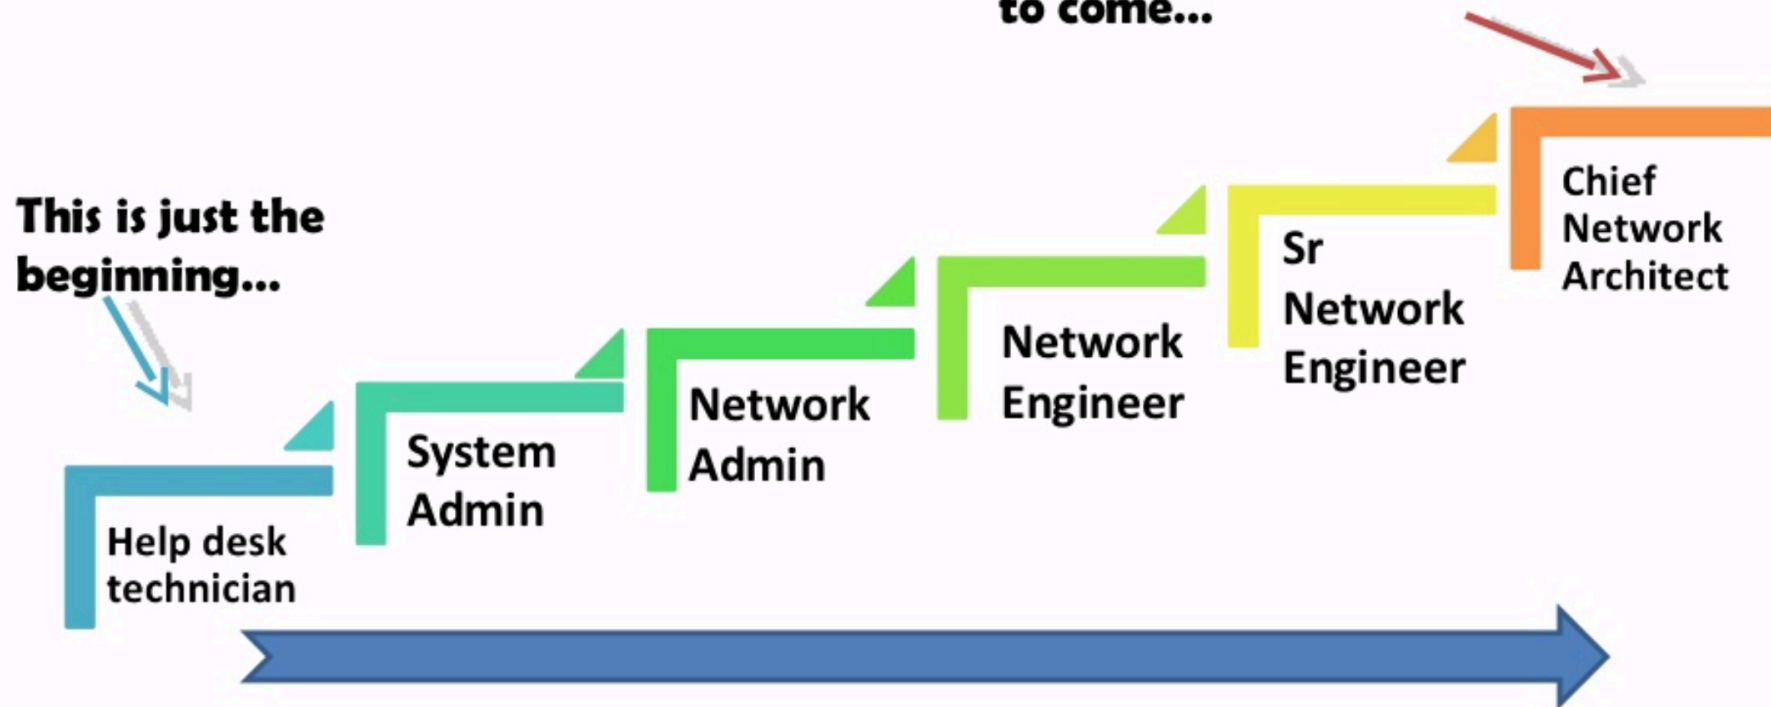 to come...
This is just the
beginning...
Help desk
technician
System
Admin
Network
Admin
Network
Engineer
Sr
Network
Engineer
Chief
Network
Architect